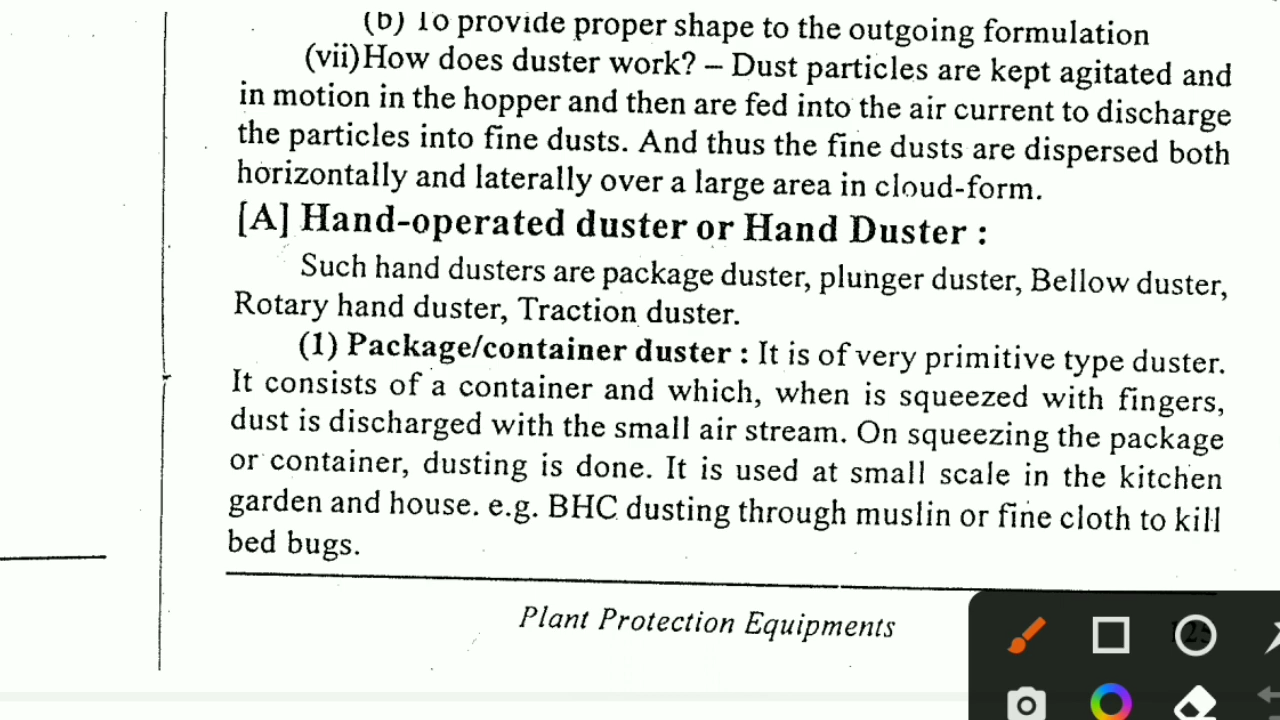 (b) To provide proper shape to the outgoing formulation
(vii) How does duster work? – Dust particles are kept agitated and
in motion in the hopper and then are fed into the air current to discharge
the particles into fine dusts. And thus the fine dusts are dispersed both
horizontally and laterally over a large area in cloud-form.
[A] Hand-operated duster or Hand Duster :
Such hand dusters are package duster, plunger duster, Bellow duster,
Rotary hand duster, Traction duster.
(1) Package/container duster : It is of very primitive type duster.
It consists of a container and which, when is squeezed with fingers,
dust is discharged with the small air stream. On squeezing the package
or container, dusting is done. It is used at small scale in the kitchen
garden and house. e.g. BHC dusting through muslin or fine cloth to kill
bed bugs.
Plant Protection Equipments